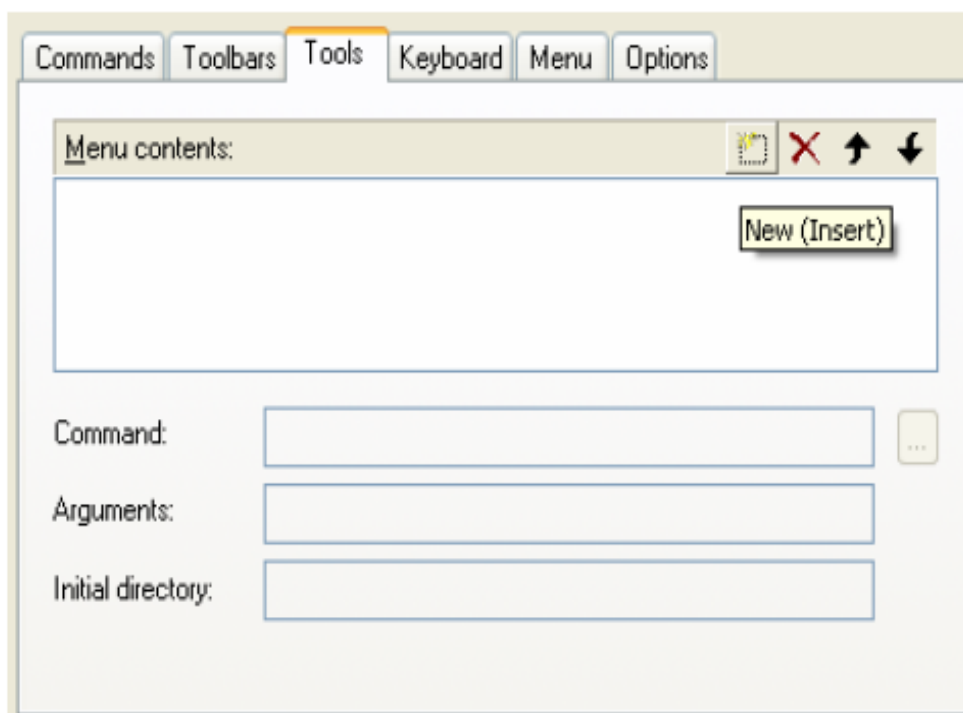 Commands Toolbars Tools Keyboard Menu Options
Menu contents:
New (Insert)
Command:
...
Arguments:
Initial directory: